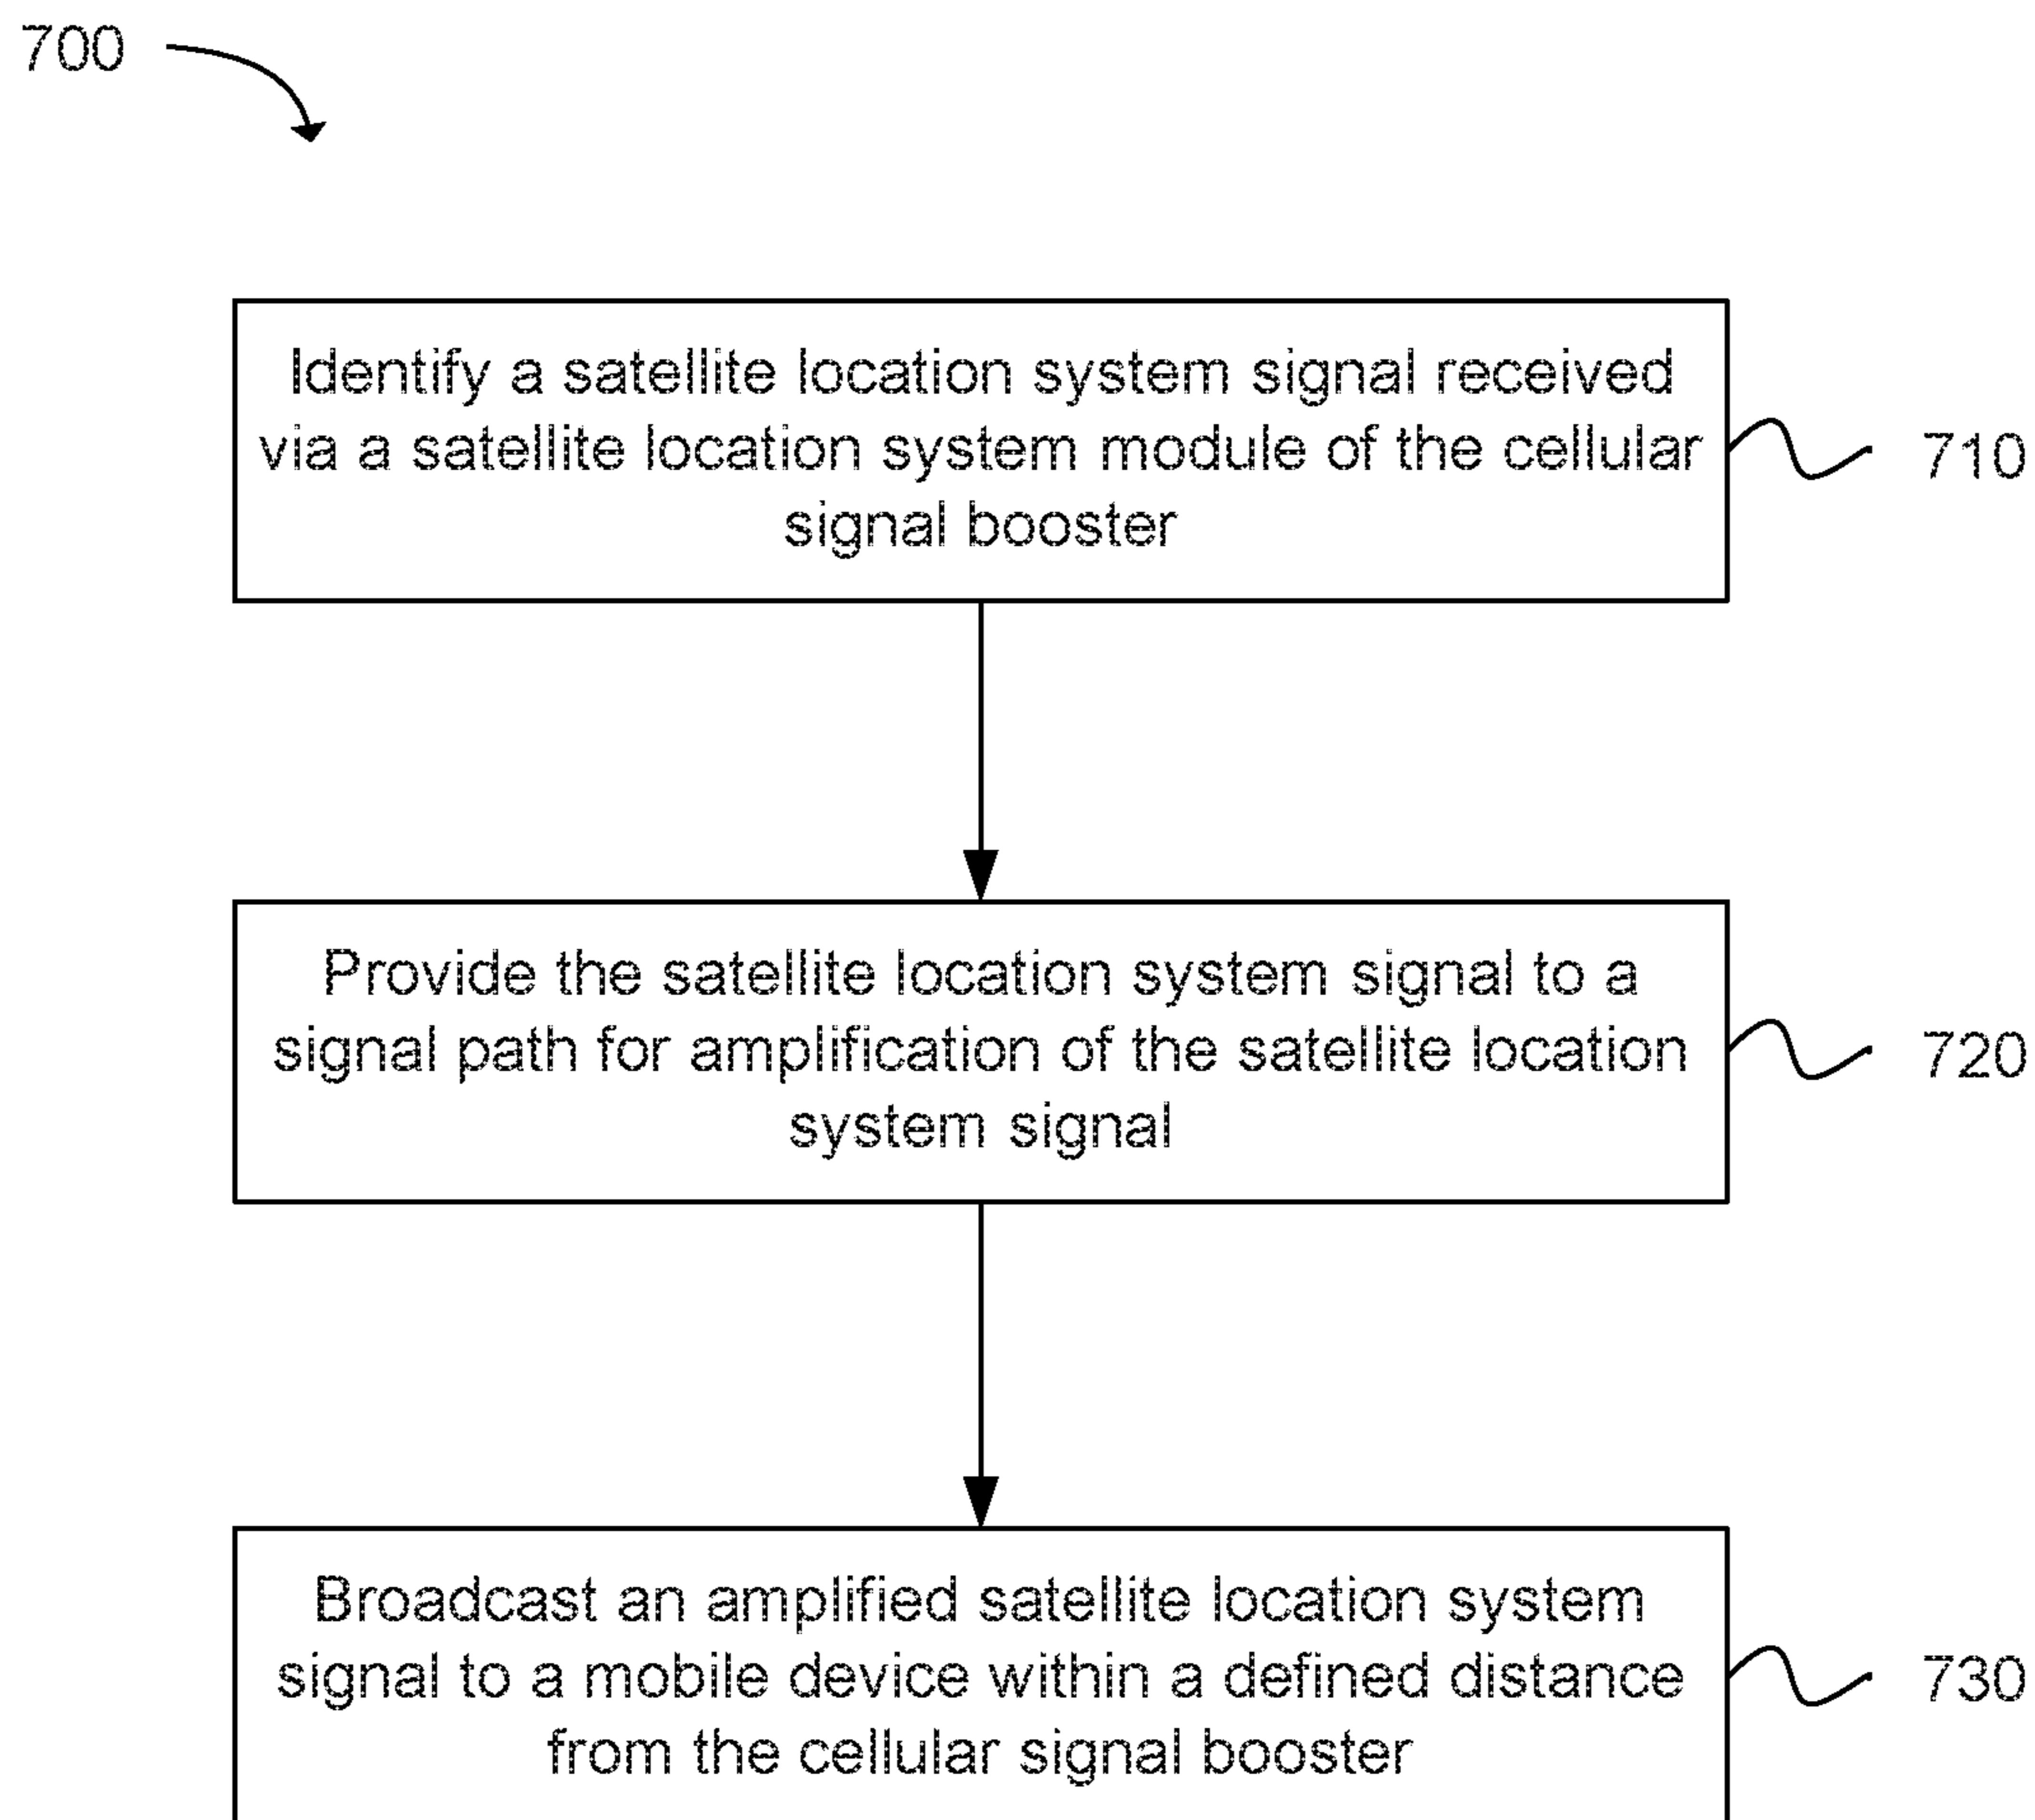 700
Identify a satellite location system signal received
via a satellite location system module of the cellular
signal booster
710
Provide the satellite location system signal to a
signal path for amplification of the satellite location
system signal
720
Broadcast an amplified satellite location system
signal to a mobile device within a defined distance
from the cellular signal booster
730